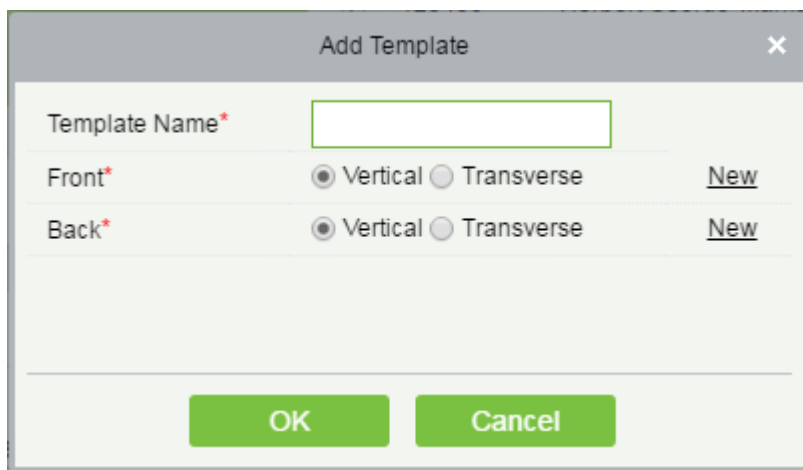 Add Template ×
Template Name*
Front* Vertical Transverse New
Back* Vertical Transverse New
OK Cancel